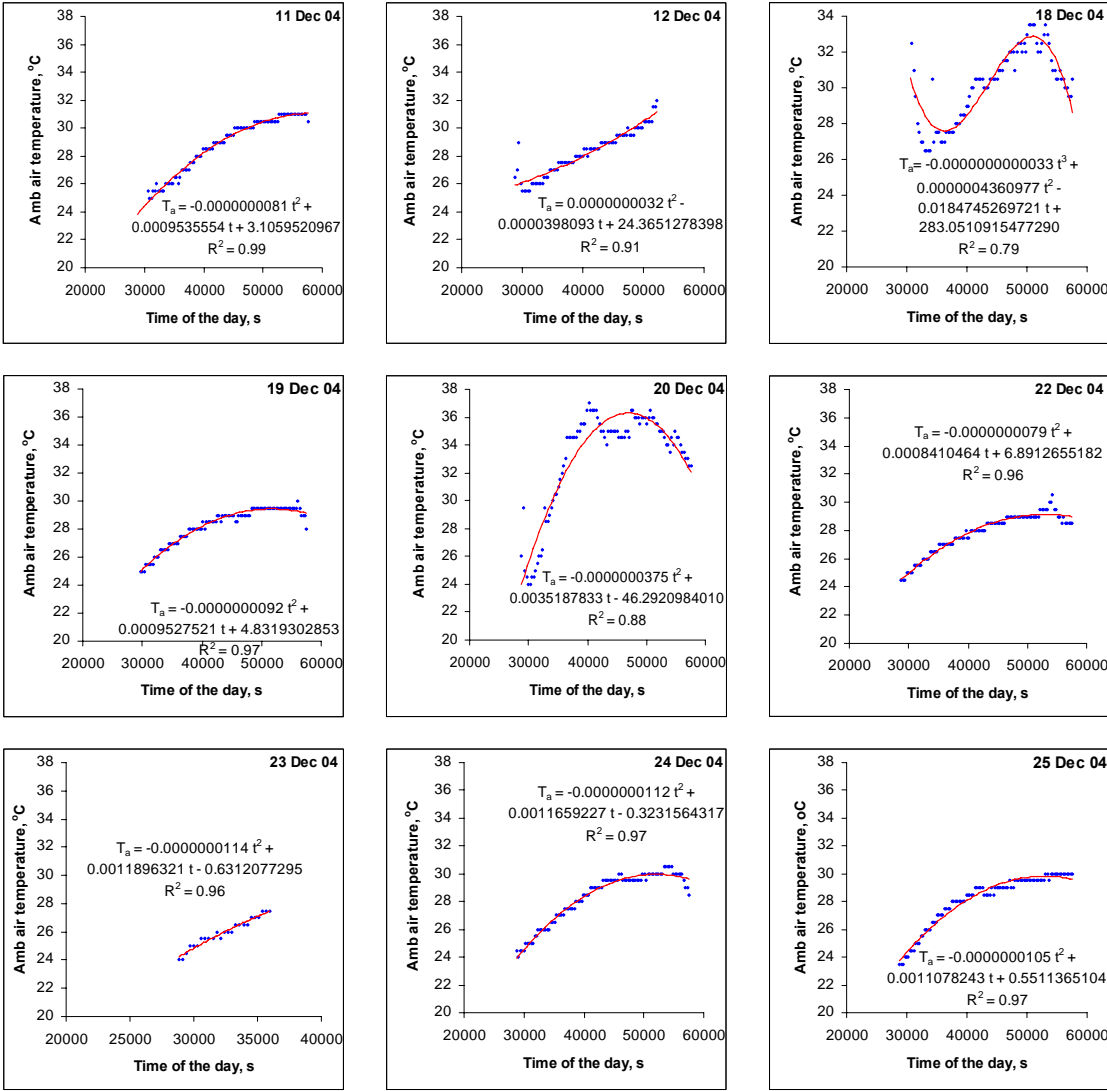 11 Dec 04
Amb air temperature, °C
38
36
34
32
30
28
26
24
22
20
Tₐ = -0.0000000081 t² +
0.0009535554 t + 3.1059520967
R² = 0.99
20000 30000 40000 50000 60000
Time of the day, s
12 Dec 04
Amb air temperature, °C
38
36
34
32
30
28
26
24
22
20
Tₐ = 0.0000000032 t² -
0.0000398093 t + 24.3651278398
R² = 0.91
20000 30000 40000 50000 60000
Time of the day, s
18 Dec 04
Amb air temperature, °C
34
32
30
28
26
24
22
20
Tₐ= -0.0000000000033 t³ +
0.0000004360977 t² -
0.0184745269721 t +
283.0510915477290
R² = 0.79
20000 30000 40000 50000 60000
Time of the day, s
19 Dec 04
Amb air temperature, °C
38
36
34
32
30
28
26
24
22
20
Tₐ = -0.0000000092 t² +
0.0009527521 t + 4.8319302853
R² = 0.97
20000 30000 40000 50000 60000
Time of the day, s
20 Dec 04
Amb air temperature, °C
38
36
34
32
30
28
26
24
22
20
Tₐ = -0.0000000375 t² +
0.0035187833 t - 46.2920984010
R² = 0.88
20000 30000 40000 50000 60000
Time of the day, s
22 Dec 04
Amb air temperature, °C
38
36
34
32
30
28
26
24
22
20
Tₐ = -0.0000000079 t² +
0.0008410464 t + 6.8912655182
R² = 0.96
20000 30000 40000 50000 60000
Time of the day, s
23 Dec 04
Amb air temperature, °C
38
36
34
32
30
28
26
24
22
20
Tₐ = -0.0000000114 t² +
0.0011896321 t - 0.6312077295
R² = 0.96
20000 25000 30000 35000 40000
Time of the day, s
24 Dec 04
Amb air temperature, °C
38
36
34
32
30
28
26
24
22
20
Tₐ = -0.0000000112 t² +
0.0011659227 t - 0.3231564317
R² = 0.97
20000 30000 40000 50000 60000
Time of the day, s
25 Dec 04
Amb air temperature, oC
38
36
34
32
30
28
26
24
22
20
Tₐ = -0.0000000105 t² +
0.0011078243 t + 0.5511365104
R² = 0.97
20000 30000 40000 50000 60000
Time of the day, s